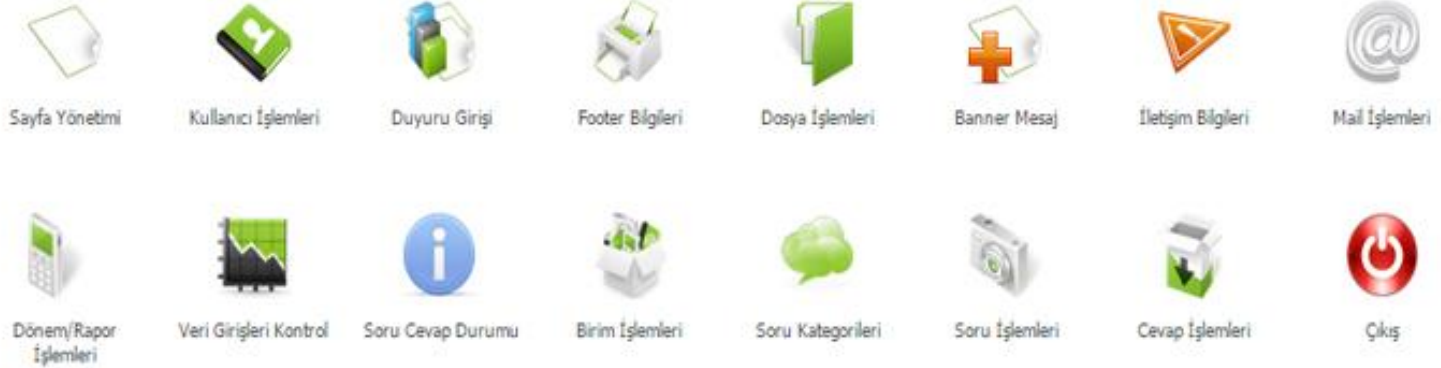 Sayfa Yönetimi
Kullanıcı İşlemleri
Duyuru Girişi
Footer Bilgileri
Dosya İşlemleri
Banner Mesaj
İletişim Bilgileri
Mail İşlemleri
Dönem/Rapor
İşlemleri
Veri Girişleri Kontrol
Soru Cevap Durumu
Birim İşlemleri
Soru Kategorileri
Soru İşlemleri
Cevap İşlemleri
Çıkış